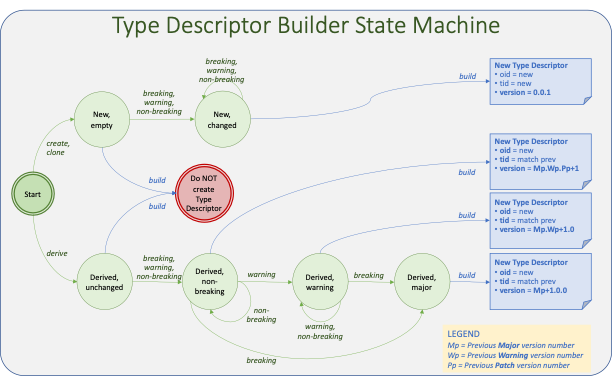 Type Descriptor Builder State Machine
breaking,
warning,
non-breaking
New Type Descriptor
• oid = new
• tid = new
• version = 0.0.1
build
breaking,
warning,
non-breaking
New,
empty
New,
changed
create,
clone
New Type Descriptor
• oid = new
• tid = match prev
• version = Mp.Wp.Pp+1
build
Start
build
build
Do NOT
create
Type
Descriptor
New Type Descriptor
• oid = new
• tid = match prev
• version = Mp.Wp+1.0
build
derive
breaking,
warning,
non-breaking
Derived,
unchanged
Derived,
non-
breaking
warning
Derived,
warning
breaking
Derived,
major
build
New Type Descriptor
• oid = new
• tid = match prev
• version = Mp+1.0.0
non-
breaking
warning,
non-breaking
breaking
LEGEND
Mp = Previous Major version number
Wp = Previous Warning version number
Pp = Previous Patch version number